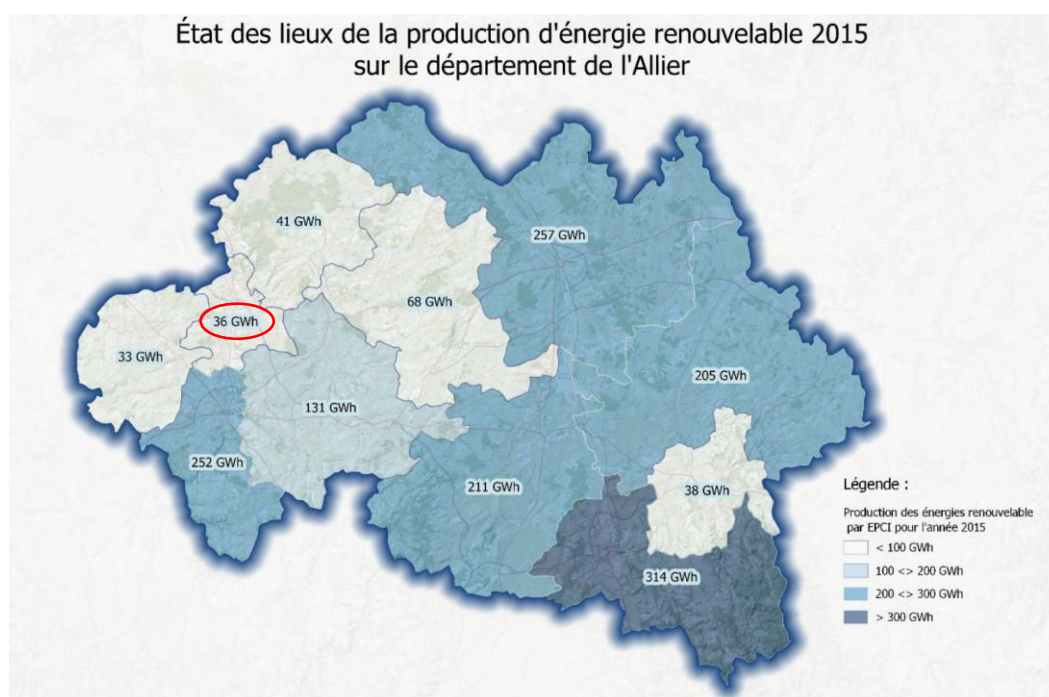 État des lieux de la production d'énergie renouvelable 2015
sur le département de l'Allier
41 GWh
257 GWh
68 GWh
36 GWh
33 GWh
205 GWh
131 GWh
252 GWh
211 GWh
38 GWh
314 GWh
Légende :
Production des énergies renouvelable
par EPCI pour l'année 2015
< 100 GWh
100 <> 200 GWh
200 <> 300 GWh
> 300 GWh